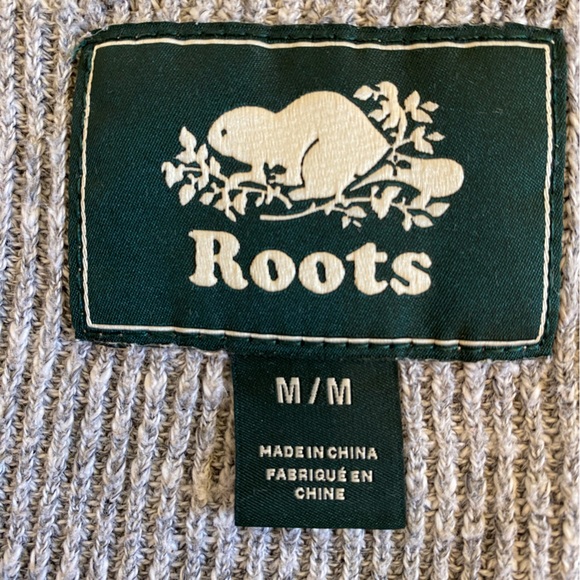 Roots
M/M
MADE IN CHINA
FABRIQUÉ EN
CHINE